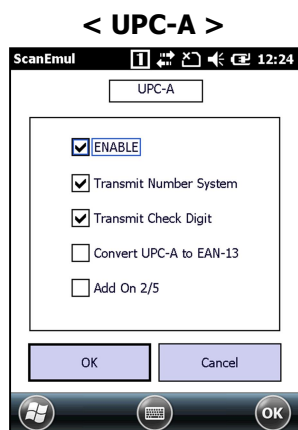 < UPC-A >
ScanEmul 1 12:24
UPC-A
ENABLE
Transmit Number System
Transmit Check Digit
Convert UPC-A to EAN-13
Add On 2/5
OK Cancel
OK